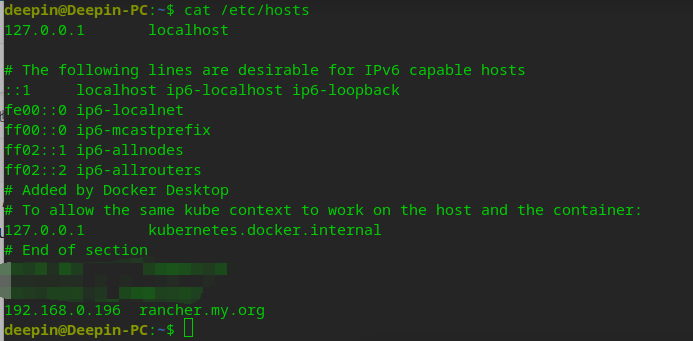 deepin@Deepin-PC:~$ cat /etc/hosts
127.0.0.1       localhost
# The following lines are desirable for IPv6 capable hosts
::1     localhost ip6-localhost ip6-loopback
fe00::0 ip6-localnet
ff00::0 ip6-mcastprefix
ff02::1 ip6-allnodes
ff02::2 ip6-allrouters
# Added by Docker Desktop
# To allow the same kube context to work on the host and the container:
127.0.0.1       kubernetes.docker.internal
# End of section
192.168.0.196  rancher.my.org
deepin@Deepin-PC:~$